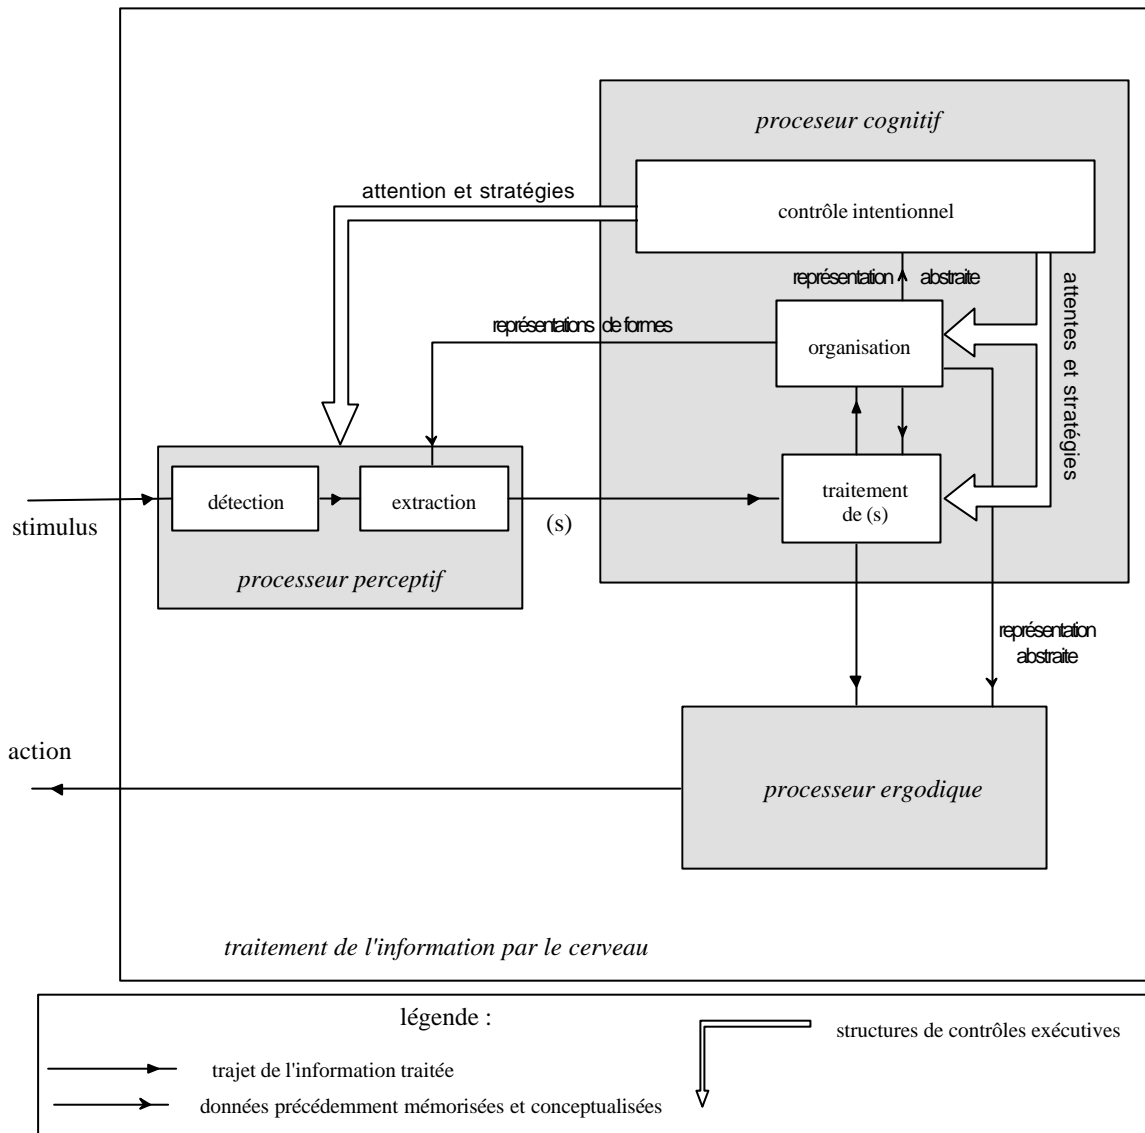 proceseur cognitif
attention et stratégies
contrôle intentionnel
représentation abstraite
attentes et stratégies
représentations de formes
organisation
détection
extraction
traitement
de (s)
stimulus
(s)
processeur perceptif
représentation
abstraite
action
processeur ergodique
traitement de l'information par le cerveau
légende :
structures de contrôles exécutives
trajet de l'information traitée
données précédemment mémorisées et conceptualisées